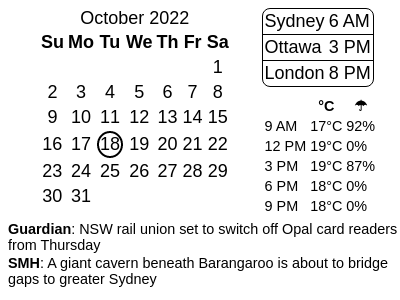 October 2022
Su Mo Tu We Th Fr Sa
1
2 3 4 5 6 7 8
9 10 11 12 13 14 15
16 17 18 19 20 21 22
23 24 25 26 27 28 29
30 31
Sydney 6 AM
Ottawa 3 PM
London 8 PM
°C ☂
9 AM 17°C 92%
12 PM 19°C 0%
3 PM 19°C 87%
6 PM 18°C 0%
9 PM 18°C 0%
Guardian: NSW rail union set to switch off Opal card readers
from Thursday
SMH: A giant cavern beneath Barangaroo is about to bridge
gaps to greater Sydney